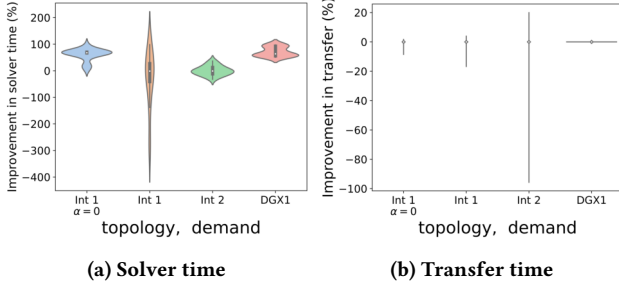 Improvement in solver time (%)
200
100
0
−100
−200
−300
−400
Int 1
α = 0
Int 1
Int 2
DGX1
topology, demand
(a) Solver time
Improvement in transfer (%)
20
0
−20
−40
−60
−80
−100
Int 1
α = 0
Int 1
Int 2
DGX1
topology, demand
(b) Transfer time